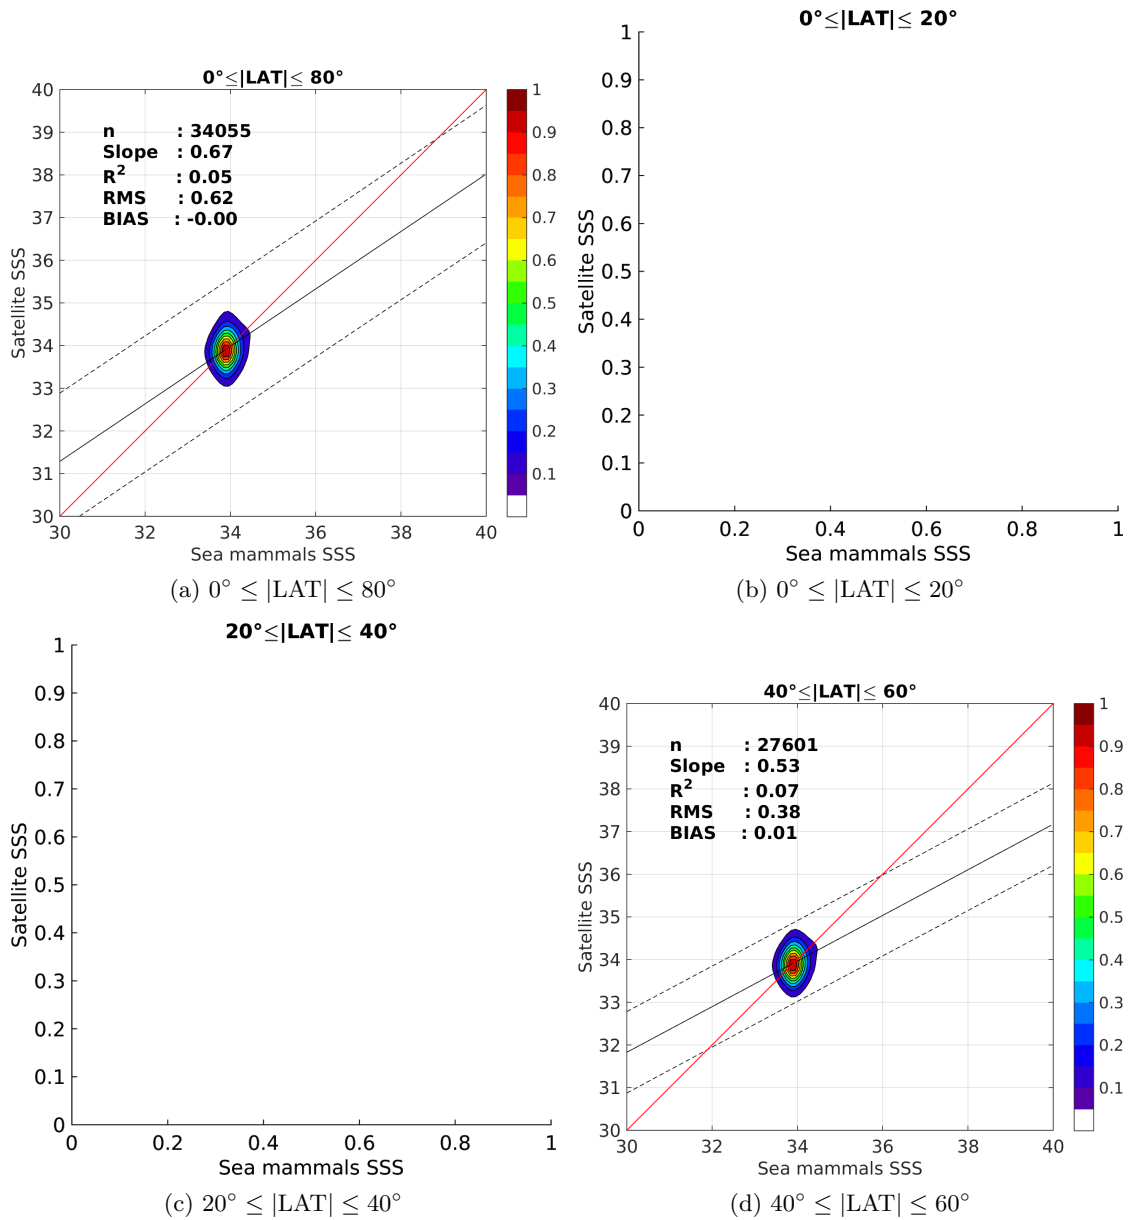 0°≤|LAT|≤ 80°
40
39
38
37
36
35
34
33
32
31
30
Satellite SSS
n : 34055
Slope : 0.67
R² : 0.05
RMS : 0.62
BIAS : -0.00
30 32 34 36 38 40
Sea mammals SSS
1
0.9
0.8
0.7
0.6
0.5
0.4
0.3
0.2
0.1
(a) 0° ≤ |LAT| ≤ 80°
0°≤|LAT|≤ 20°
1
0.9
0.8
0.7
0.6
0.5
0.4
0.3
0.2
0.1
0
Satellite SSS
0 0.2 0.4 0.6 0.8 1
Sea mammals SSS
(b) 0° ≤ |LAT| ≤ 20°
20°≤|LAT|≤ 40°
1
0.9
0.8
0.7
0.6
0.5
0.4
0.3
0.2
0.1
0
Satellite SSS
0 0.2 0.4 0.6 0.8 1
Sea mammals SSS
(c) 20° ≤ |LAT| ≤ 40°
40°≤|LAT|≤ 60°
40
39
38
37
36
35
34
33
32
31
30
Satellite SSS
n : 27601
Slope : 0.53
R² : 0.07
RMS : 0.38
BIAS : 0.01
30 32 34 36 38 40
Sea mammals SSS
1
0.9
0.8
0.7
0.6
0.5
0.4
0.3
0.2
0.1
(d) 40° ≤ |LAT| ≤ 60°